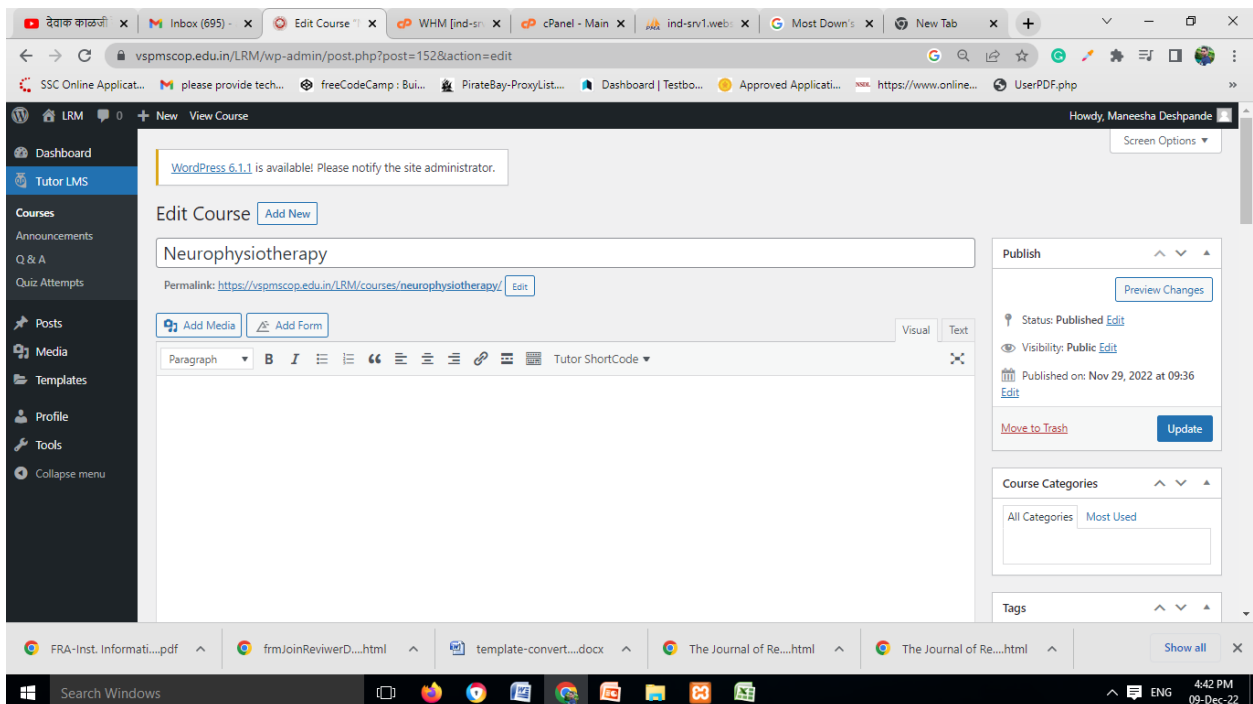 देवाक काळजी
Inbox (695) -
Edit Course "
WHM [ind-sr
cPanel - Main
ind-srv1.web
Most Down's
New Tab
vspmscop.edu.in/LRM/wp-admin/post.php?post=152&action=edit
SSC Online Applicat... please provide tech... freeCodeCamp : Bui... PirateBay-ProxyList.... Dashboard | Testbo... Approved Applicati... https://www.online... UserPDF.php »
LRM 0 + New View Course Howdy, Maneesha Deshpande
Screen Options ▼
Dashboard
Tutor LMS
Courses
Announcements
Q & A
Quiz Attempts
Posts
Media
Templates
Profile
Tools
Collapse menu
WordPress 6.1.1 is available! Please notify the site administrator.
Edit Course Add New
Neurophysiotherapy
Permalink: https://vspmscop.edu.in/LRM/courses/neurophysiotherapy/ Edit
Add Media Add Form Visual Text
Paragraph B I Tutor ShortCode
Publish
Preview Changes
Status: Published Edit
Visibility: Public Edit
Published on: Nov 29, 2022 at 09:36
Edit
Move to Trash Update
Course Categories
All Categories Most Used
Tags
FRA-Inst. Informati....pdf frmJoinReviwerD....html template-convert....docx The Journal of Re....html The Journal of Re....html Show all
Search Windows ENG 4:42 PM
09-Dec-22